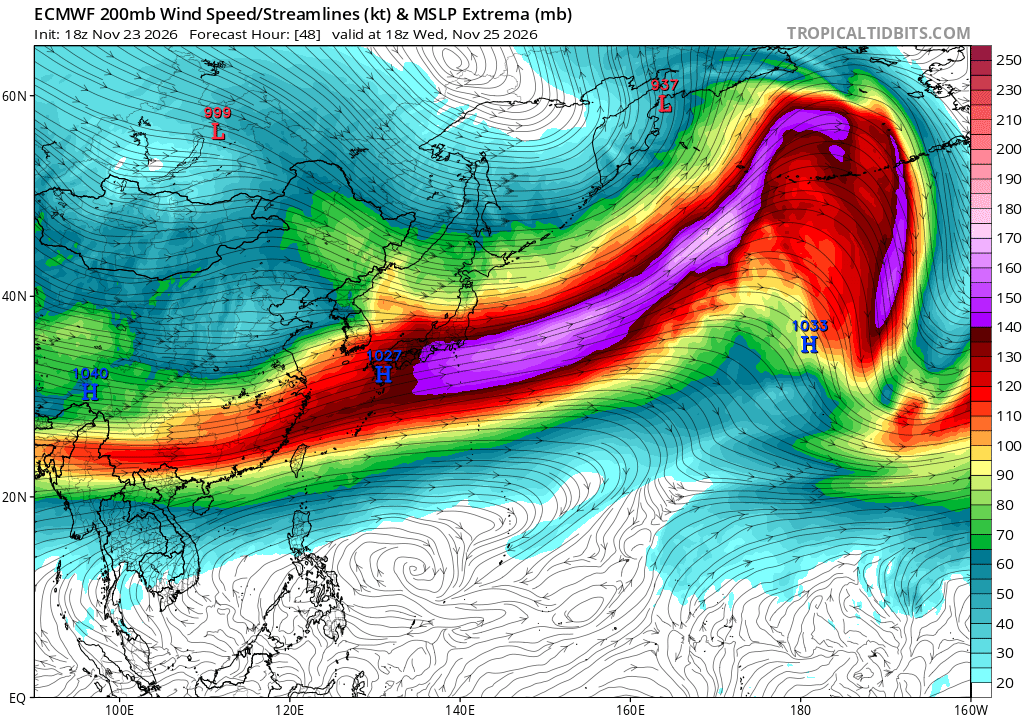 ECMWF 200mb Wind Speed/Streamlines (kt) & MSLP Extrema (mb)
Init: 18z Nov 23 2026   Forecast Hour: [48]   valid at 18z Wed, Nov 25 2026
TROPICALTIDBITS.COM
250
230
210
200
190
180
170
160
150
140
130
120
110
100
90
80
70
60
50
40
30
20
60N
40N
20N
EQ
999
L
937
L
1040
H
1027
H
1033
H
100E
120E
140E
160E
180
160W